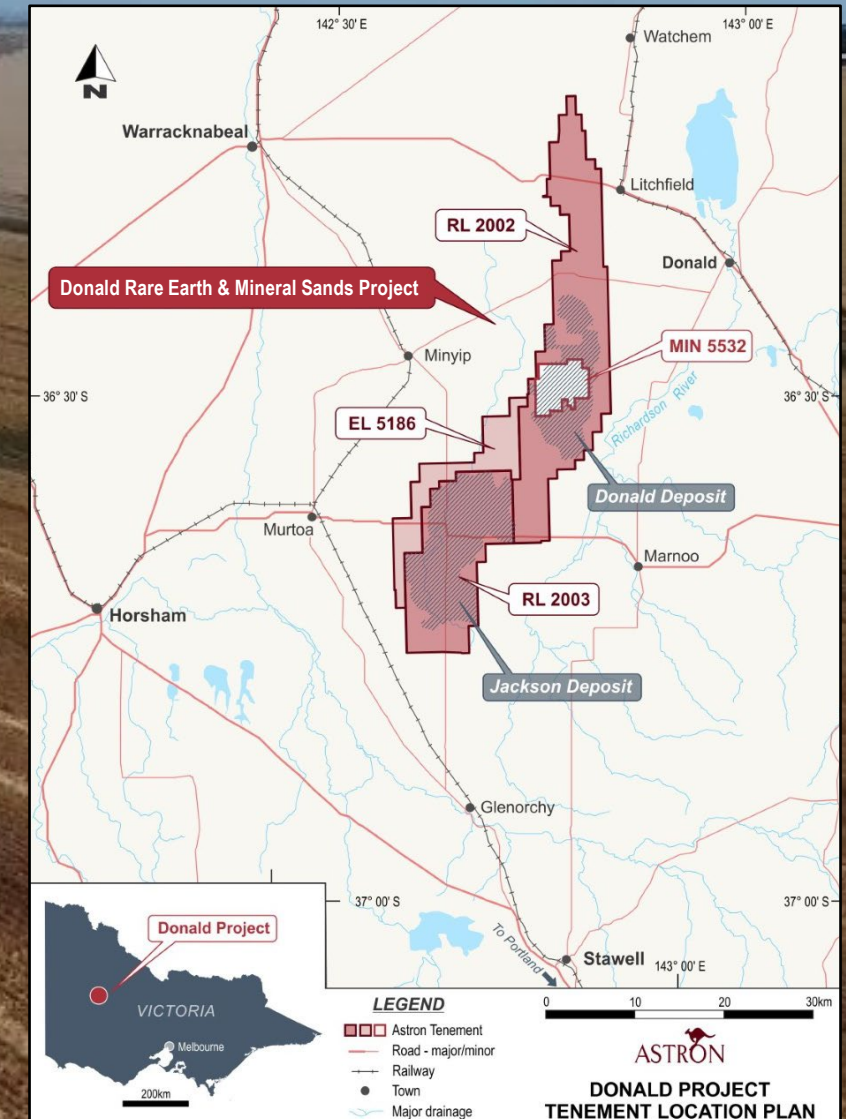 142° 30' E
143° 00' E
Watchem
N
Warracknabeal
Litchfield
RL 2002
Donald
Donald Rare Earth & Mineral Sands Project
MIN 5532
Minyip
36° 30' S
36° 30' S
EL 5186
Richardson River
Donald Deposit
Murtoa
Marnoo
RL 2003
Horsham
Jackson Deposit
Glenorchy
37° 00' S
37° 00' S
To Portland
Stawell
143° 00' E
Donald Project
VICTORIA
Melbourne
200km
LEGEND
Astron Tenement
Road - major/minor
Railway
Town
Major drainage
0 10 20 30km
ASTRON
DONALD PROJECT
TENEMENT LOCATION PLAN